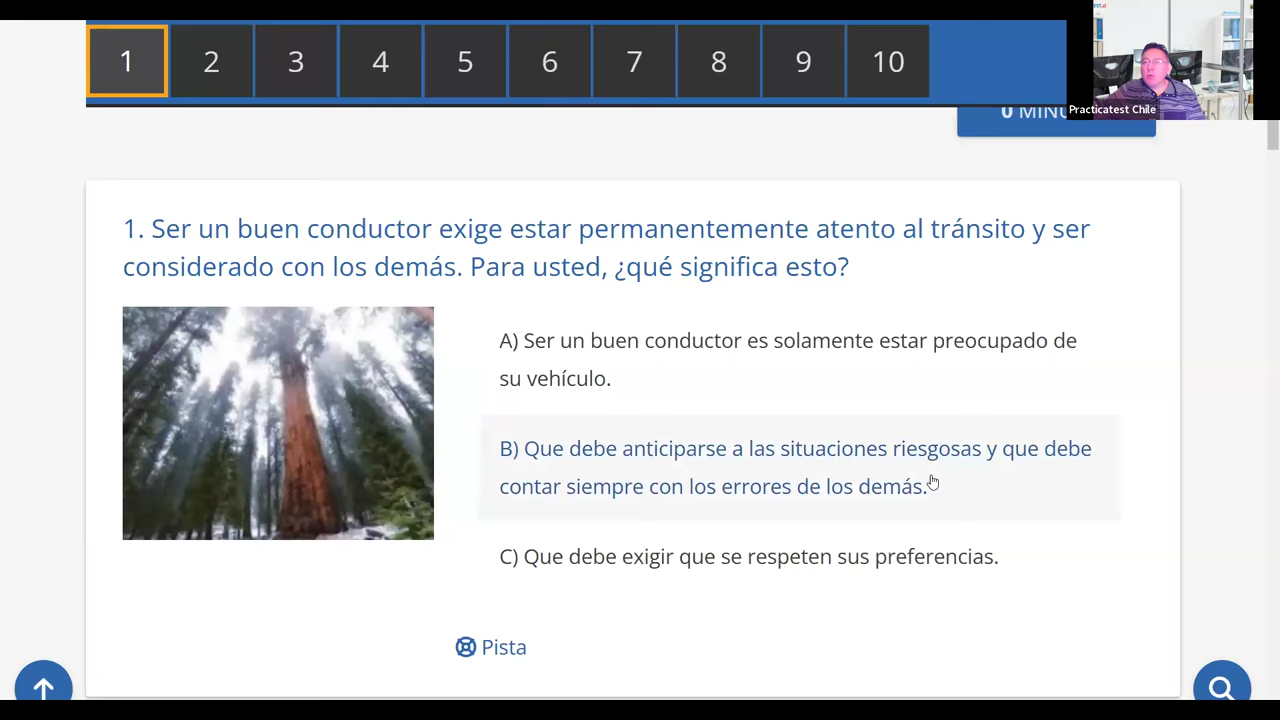 1 2 3 4 5 6 7 8 9 10
Practicatest Chile
0 MINU
1. Ser un buen conductor exige estar permanentemente atento al tránsito y ser
considerado con los demás. Para usted, ¿qué significa esto?
A) Ser un buen conductor es solamente estar preocupado de
su vehículo.
B) Que debe anticiparse a las situaciones riesgosas y que debe
contar siempre con los errores de los demás.
C) Que debe exigir que se respeten sus preferencias.
Pista